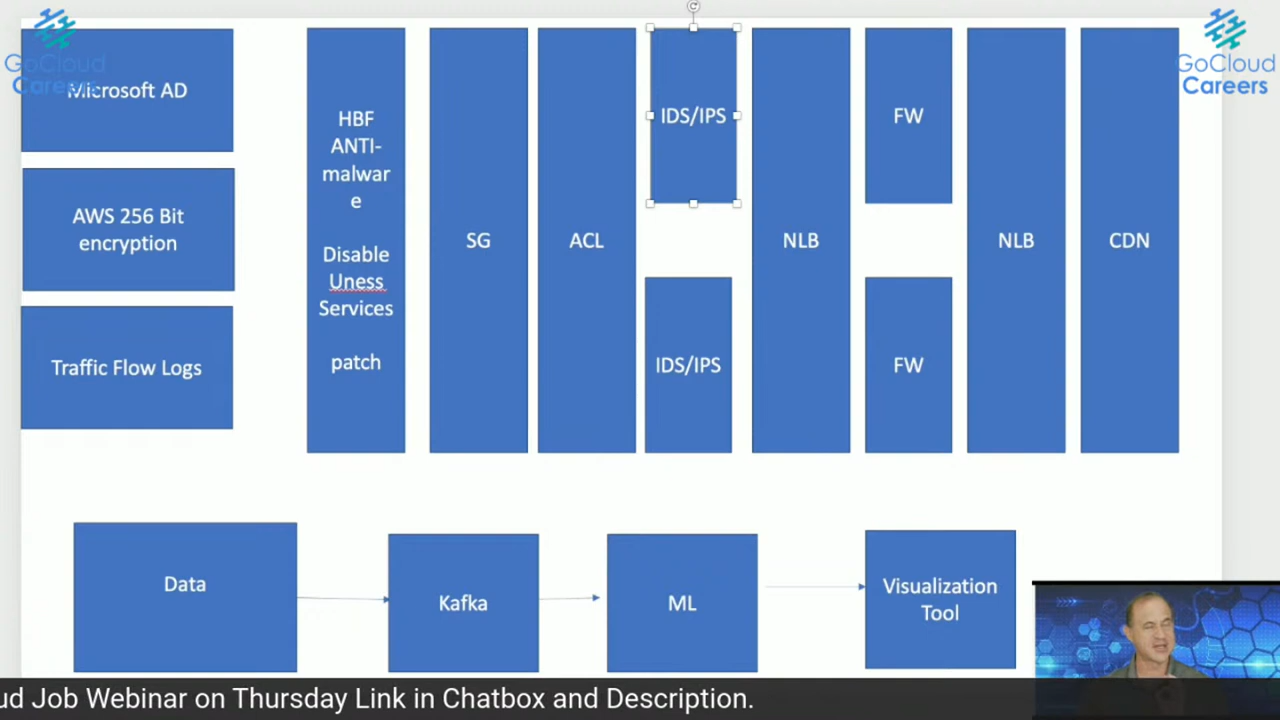 GoCloud
Careers
GoCloud
Careers
Microsoft AD
AWS 256 Bit
encryption
Traffic Flow Logs
HBF
ANTI-
malwar
e
Disable
Uness
Services
patch
SG
ACL
IDS/IPS
IDS/IPS
NLB
FW
FW
NLB
CDN
Data
Kafka
ML
Visualization
Tool
ud Job Webinar on Thursday Link in Chatbox and Description.